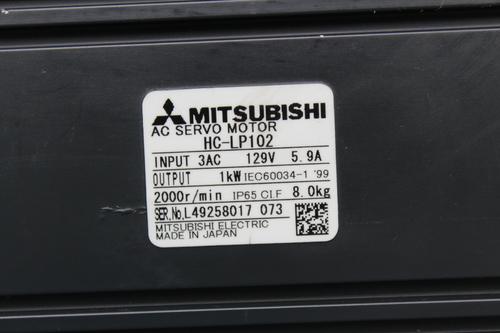 MITSUBISHI
AC SERVO MOTOR
HC-LP102
INPUT 3AC 129V 5.9A
OUTPUT 1kW IEC60034-1 '99
2000r/min IP65 Cl.F 8.0kg
SER.No.L49258017 073
MITSUBISHI ELECTRIC
MADE IN JAPAN